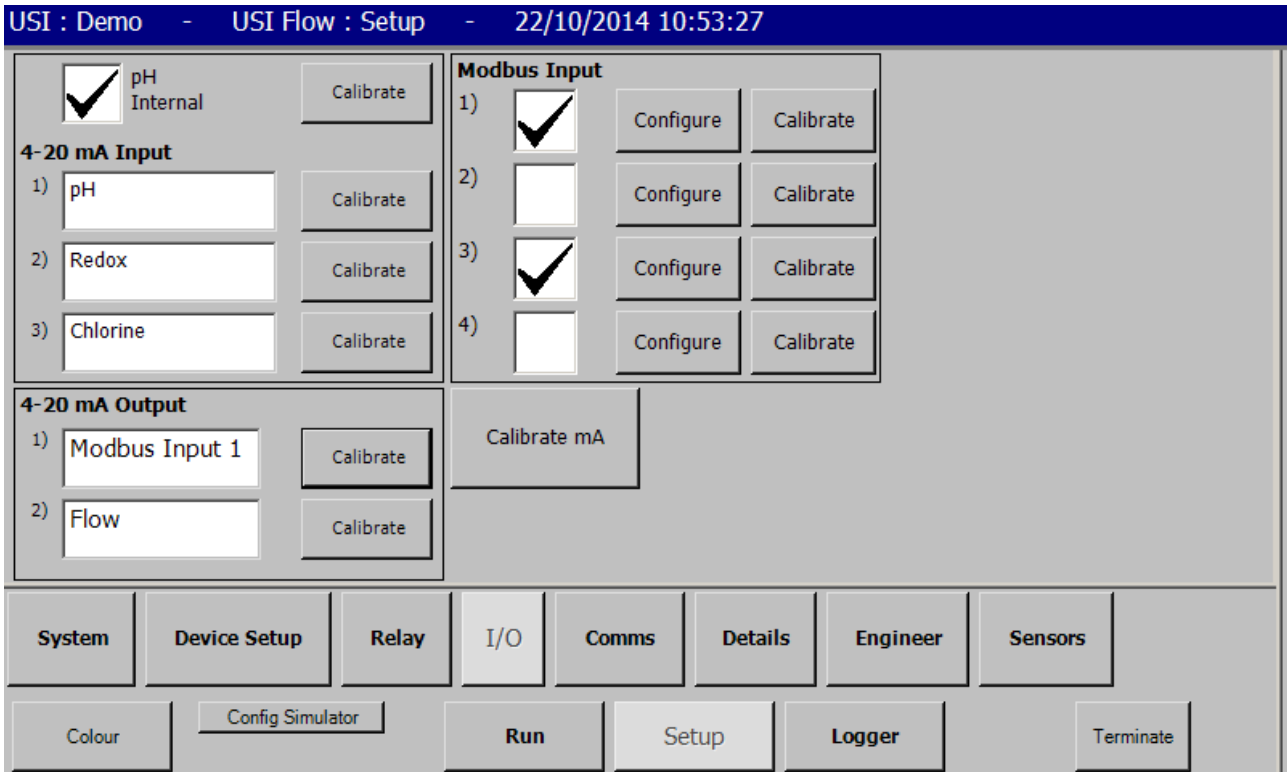 USI : Demo - USI Flow : Setup - 22/10/2014 10:53:27
pH
Internal
Calibrate
4-20 mA Input
1) pH Calibrate
2) Redox Calibrate
3) Chlorine Calibrate
Modbus Input
1) Configure Calibrate
2) Configure Calibrate
3) Configure Calibrate
4) Configure Calibrate
4-20 mA Output
1) Modbus Input 1 Calibrate
2) Flow Calibrate
Calibrate mA
System Device Setup Relay I/O Comms Details Engineer Sensors
Colour Config Simulator Run Setup Logger Terminate